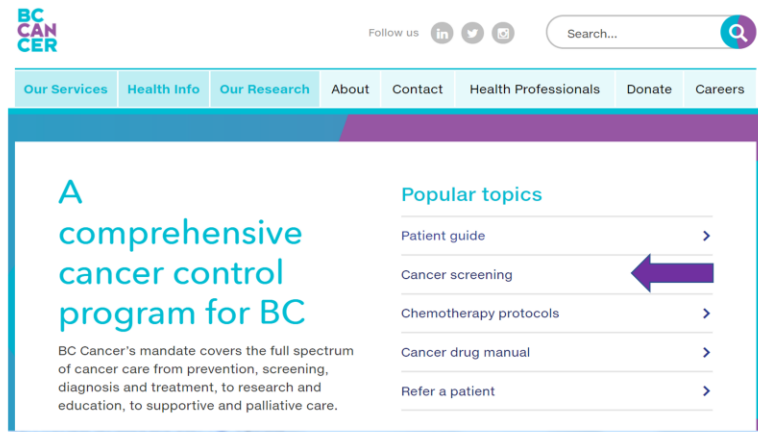 BC
CAN
CER
Follow us
Search...
Our Services
Health Info
Our Research
About
Contact
Health Professionals
Donate
Careers
A
comprehensive
cancer control
program for BC
BC Cancer's mandate covers the full spectrum
of cancer care from prevention, screening,
diagnosis and treatment, to research and
education, to supportive and palliative care.
Popular topics
Patient guide
Cancer screening
Chemotherapy protocols
Cancer drug manual
Refer a patient